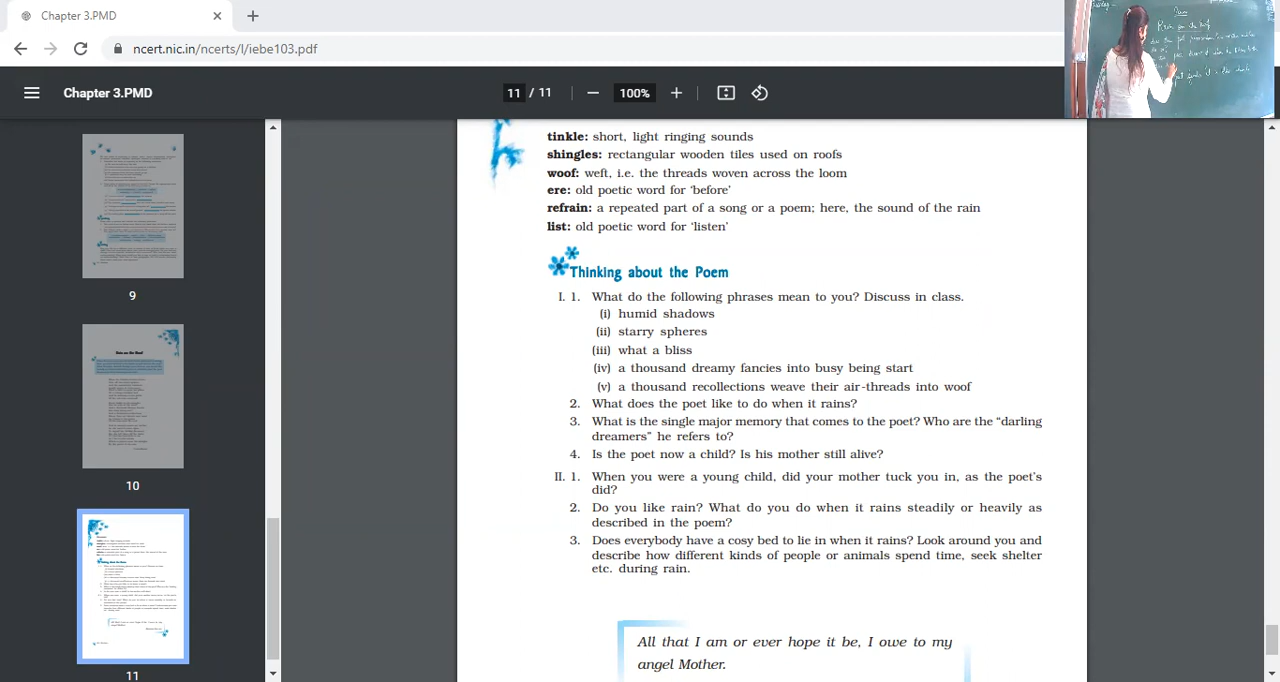 Chapter 3.PMD
ncert.nic.in/ncerts/l/iebe103.pdf
Chapter 3.PMD
11 / 11
100%
9
10
11
Rain
Rain on the Roof
tinkle: short, light ringing sounds
shingles: rectangular wooden tiles used on roofs
woof: weft, i.e. the threads woven across the loom
ere: old poetic word for ‘before’
refrain: a repeated part of a song or a poem; here, the sound of the rain
list: old poetic word for ‘listen’
Thinking about the Poem
I. 1. What do the following phrases mean to you? Discuss in class.
(i) humid shadows
(ii) starry spheres
(iii) what a bliss
(iv) a thousand dreamy fancies into busy being start
(v) a thousand recollections weave their air-threads into woof
2. What does the poet like to do when it rains?
3. What is the single major memory that comes to the poet? Who are the “darling
dreamers” he refers to?
4. Is the poet now a child? Is his mother still alive?
II. 1. When you were a young child, did your mother tuck you in, as the poet’s
did?
2. Do you like rain? What do you do when it rains steadily or heavily as
described in the poem?
3. Does everybody have a cosy bed to lie in when it rains? Look around you and
describe how different kinds of people or animals spend time, seek shelter
etc. during rain.
All that I am or ever hope it be, I owe to my
angel Mother.